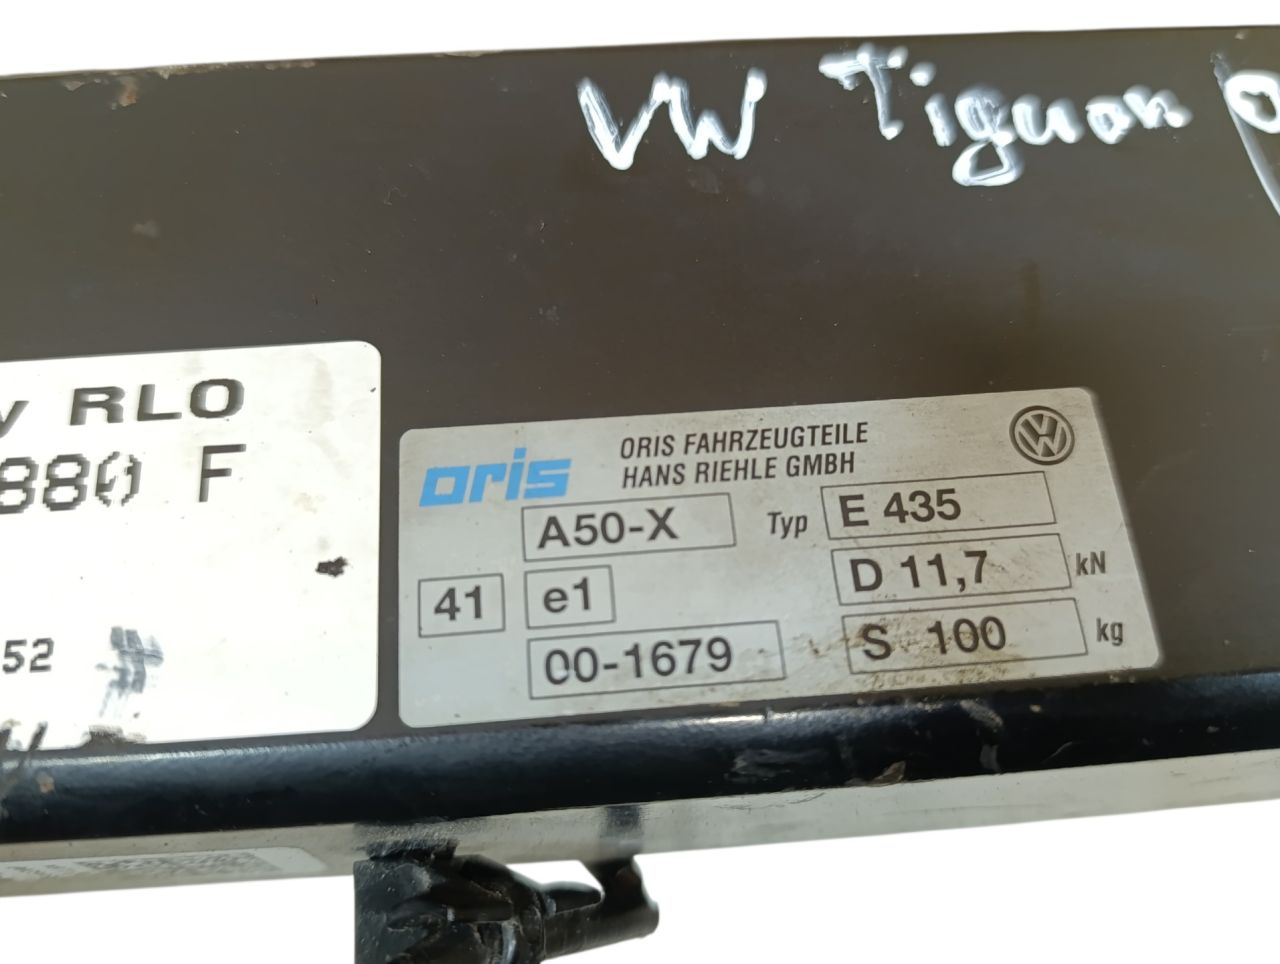 VW Tiguan
RLO
880 F
52
oris
ORIS FAHRZEUGTEILE
HANS RIEHLE GMBH
A50-X
Typ E 435
41 e1
D 11,7 kN
00-1679
S 100 kg